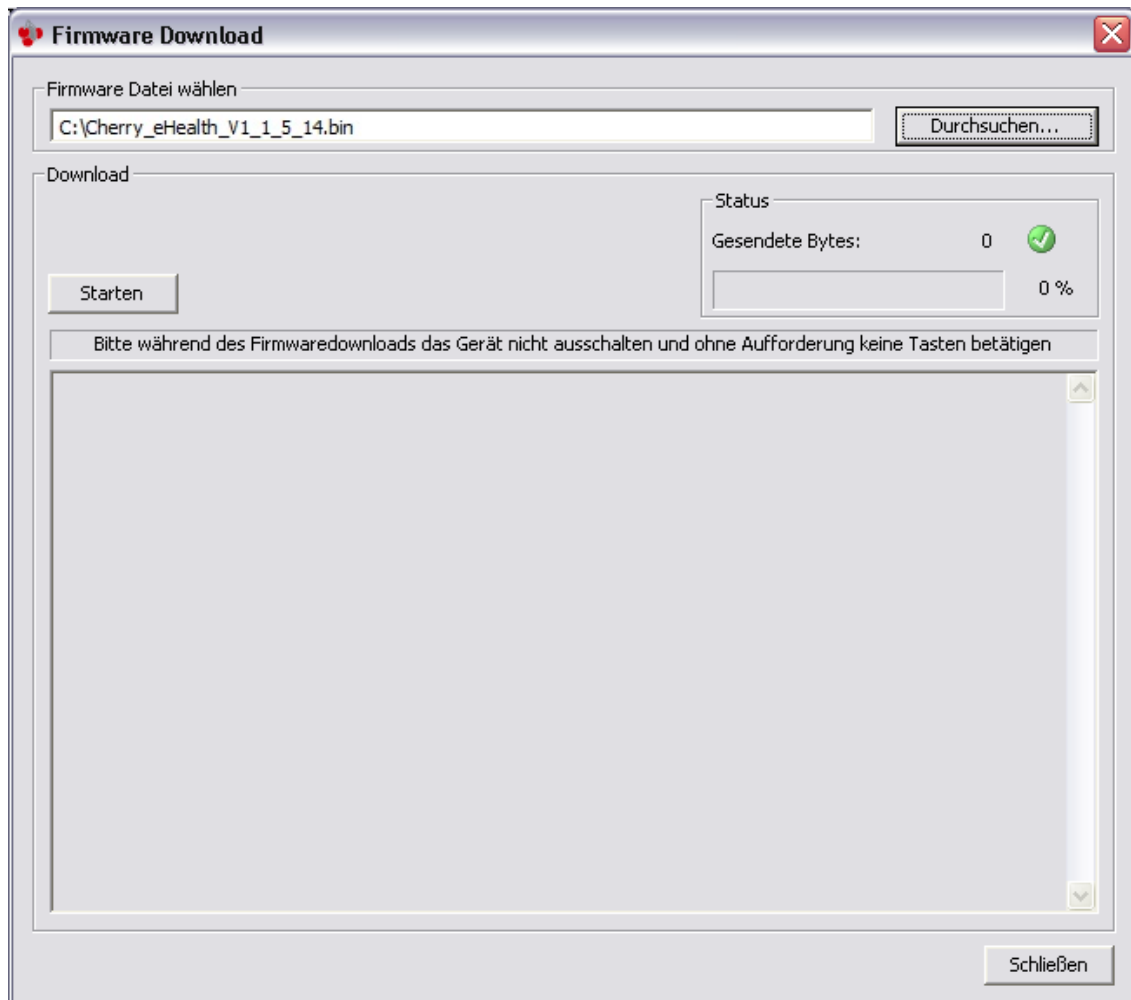 Firmware Download
Firmware Datei wählen
C:\Cherry_eHealth_V1_1_5_14.bin
Durchsuchen...
Download
Status
Gesendete Bytes: 0
Starten
0 %
Bitte während des Firmwaredownloads das Gerät nicht ausschalten und ohne Aufforderung keine Tasten betätigen
Schließen